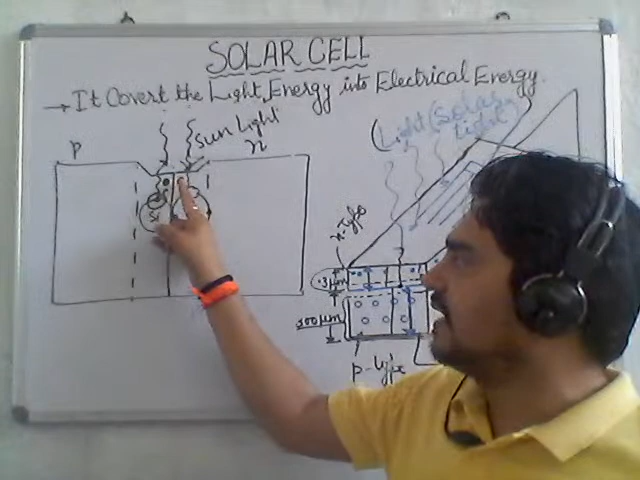 SOLAR CELL
→ It Covert the Light Energy into Electrical Energy.
Sun Light
P
n
(Light (Solar Light)
n-Type
.3μm
300μm
P-Type
Si